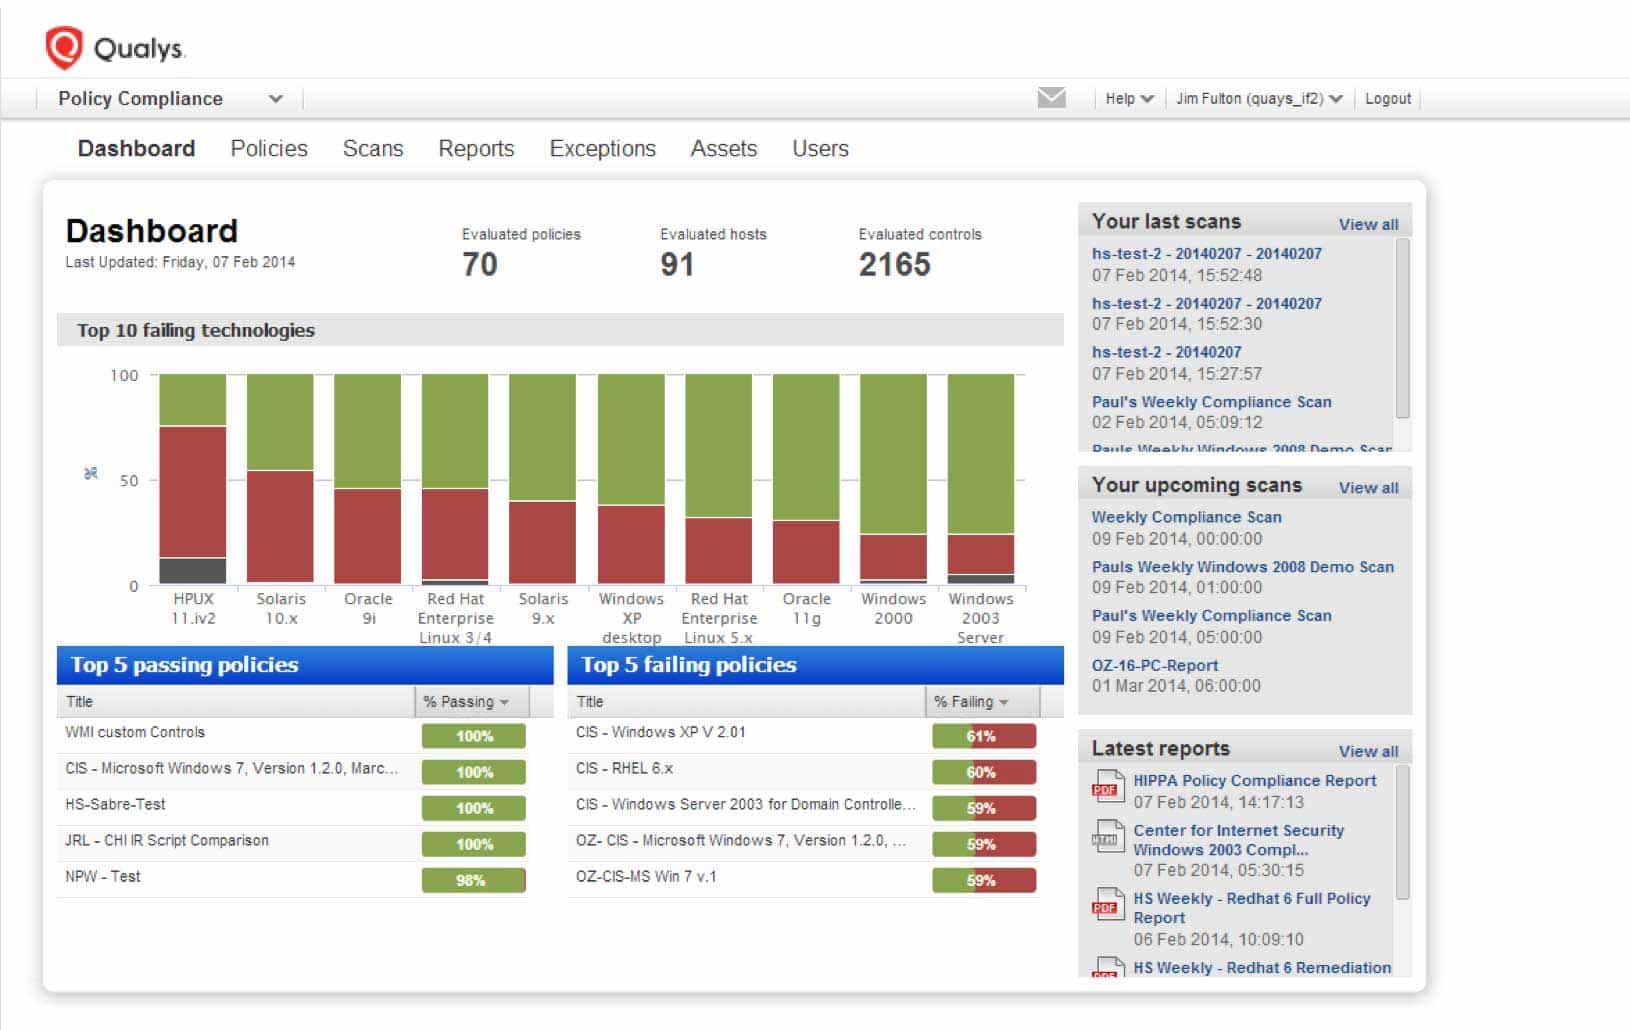 Qualys.
Policy Compliance
Help
Jim Fulton (quays_if2)
Logout
Dashboard Policies Scans Reports Exceptions Assets Users
Dashboard
Last Updated: Friday, 07 Feb 2014
Evaluated policies
70
Evaluated hosts
91
Evaluated controls
2165
Top 10 failing technologies
100
50
0
%
HPUX
11.iv2
Solaris
10.x
Oracle
9i
Red Hat
Enterprise
Linux 3/4
Solaris
9.x
Windows
XP
desktop
Red Hat
Enterprise
Linux 5.x
Oracle
11g
Windows
2000
Windows
2003
Server
Top 5 passing policies
Title % Passing
WMI custom Controls 100%
CIS - Microsoft Windows 7, Version 1.2.0, Marc... 100%
HS-Sabre-Test 100%
JRL - CHI IR Script Comparison 100%
NPW - Test 98%
Top 5 failing policies
Title % Failing
CIS - Windows XP V 2.01 61%
CIS - RHEL 6.x 60%
CIS - Windows Server 2003 for Domain Controlle... 59%
OZ- CIS - Microsoft Windows 7, Version 1.2.0, ... 59%
OZ-CIS-MS Win 7 v.1 59%
Your last scans View all
hs-test-2 - 20140207 - 20140207
07 Feb 2014, 15:52:48
hs-test-2 - 20140207 - 20140207
07 Feb 2014, 15:52:30
hs-test-2 - 20140207
07 Feb 2014, 15:27:57
Paul's Weekly Compliance Scan
02 Feb 2014, 05:09:12
Pauls Weekly Windows 2008 Demo Scan
Your upcoming scans View all
Weekly Compliance Scan
09 Feb 2014, 00:00:00
Pauls Weekly Windows 2008 Demo Scan
09 Feb 2014, 01:00:00
Paul's Weekly Compliance Scan
09 Feb 2014, 05:00:00
OZ-16-PC-Report
01 Mar 2014, 06:00:00
Latest reports View all
PDF
HIPPA Policy Compliance Report
07 Feb 2014, 14:17:13
Center for Internet Security
Windows 2003 Compl...
07 Feb 2014, 05:30:15
PDF
HS Weekly - Redhat 6 Full Policy
Report
06 Feb 2014, 10:09:10
PDF
HS Weekly - Redhat 6 Remediation